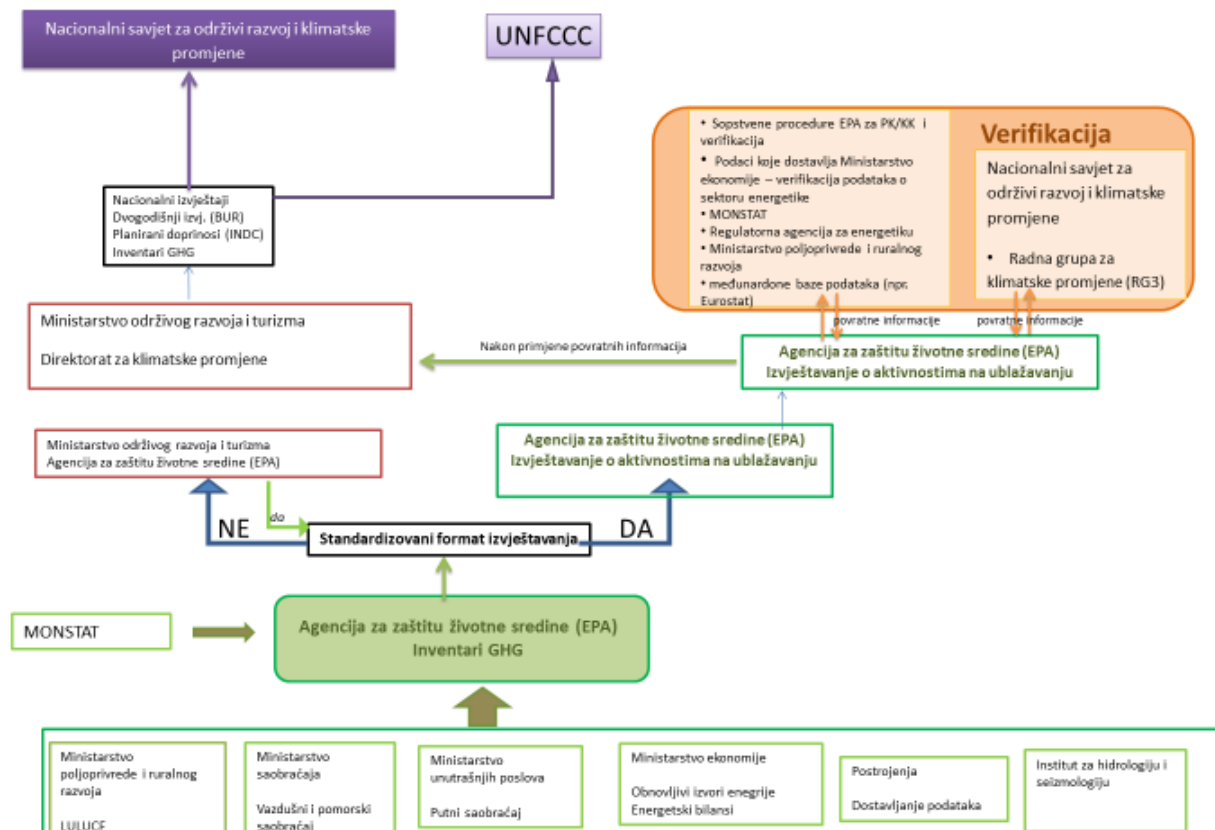 Nacionalni savjet za održivi razvoj i klimatske
promjene
UNFCCC
• Sopstvene procedure EPA za PK/KK i
verifikacija
• Podaci koje dostavlja Ministarstvo
ekonomije – verifikacija podataka o
sektoru energetike
• MONSTAT
• Regulatorna agencija za energetiku
• Ministarstvo poljoprivrede i ruralnog
razvoja
• međunardone baze podataka (npr.
Eurostat)
Verifikacija
Nacionalni savjet za
održivi razvoj i klimatske
promjene
• Radna grupa za
klimatske promjene (RG3)
Nacionalni izvještaji
Dvogodišnji izvj. (BUR)
Planirani doprinosi (INDC)
Inventari GHG
povratne informacije
povratne informacije
Ministarstvo održivog razvoja i turizma
Direktorat za klimatske promjene
Nakon primjene povratnih informacija
Agencija za zaštitu životne sredine (EPA)
Izvještavanje o aktivnostima na ublažavanju
Ministarstvo održivog razvoja i turizma
Agencija za zaštitu životne sredine (EPA)
Agencija za zaštitu životne sredine (EPA)
Izvještavanje o aktivnostima na ublažavanju
NE
da
Standardizovani format izvještavanja
DA
MONSTAT
Agencija za zaštitu životne sredine (EPA)
Inventari GHG
Ministarstvo
poljoprivrede i ruralnog
razvoja
LULUCF
Ministarstvo
saobraćaja
Vazdušni i pomorski
saobraćaj
Ministarstvo
unutrašnjih poslova
Putni saobraćaj
Ministarstvo ekonomije
Obnovljivi izvori enegrije
Energetski bilansi
Postrojenja
Dostavljanje podataka
Institut za hidrologiju i
seizmologiju